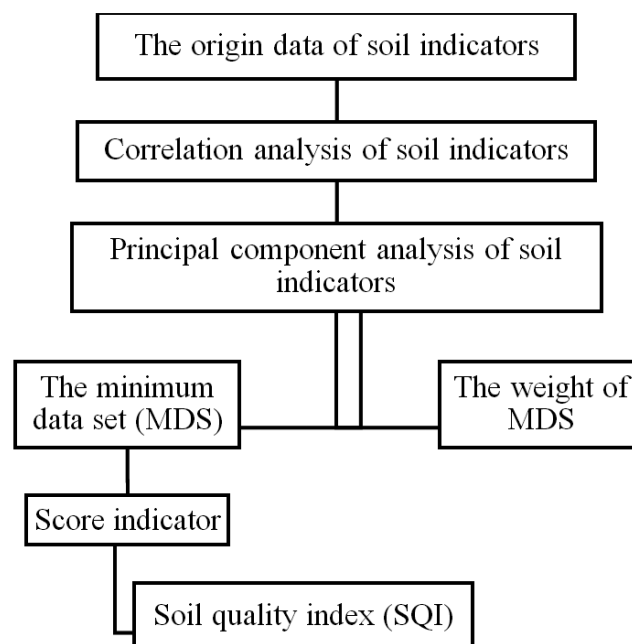 The origin data of soil indicators
Correlation analysis of soil indicators
Principal component analysis of soil
indicators
The minimum
data set (MDS)
The weight of
MDS
Score indicator
Soil quality index (SQI)